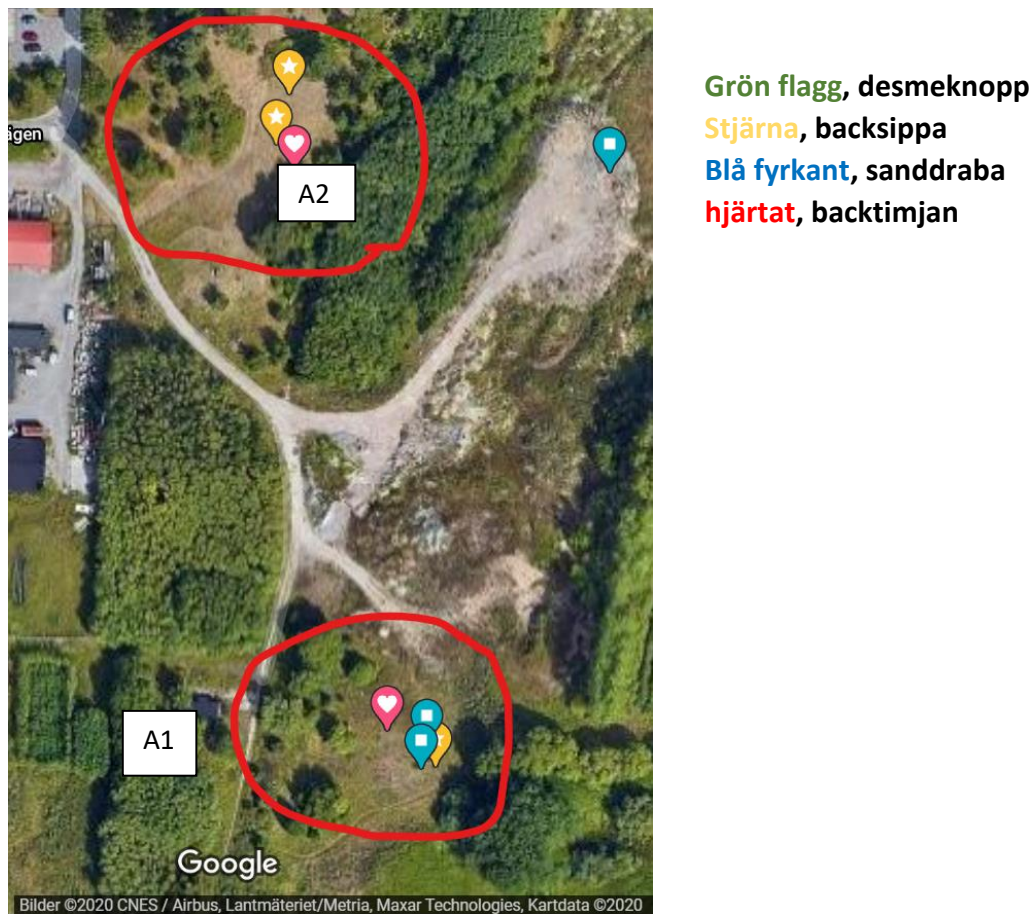 ägen
A2
A1
Google
Bilder ©2020 CNES / Airbus, Lantmäteriet/Metria, Maxar Technologies, Kartdata ©2020
Grön flagg, desmeknopp
Stjärna, backsippa
Blå fyrkant, sanddraba
hjärtat, backtimjan